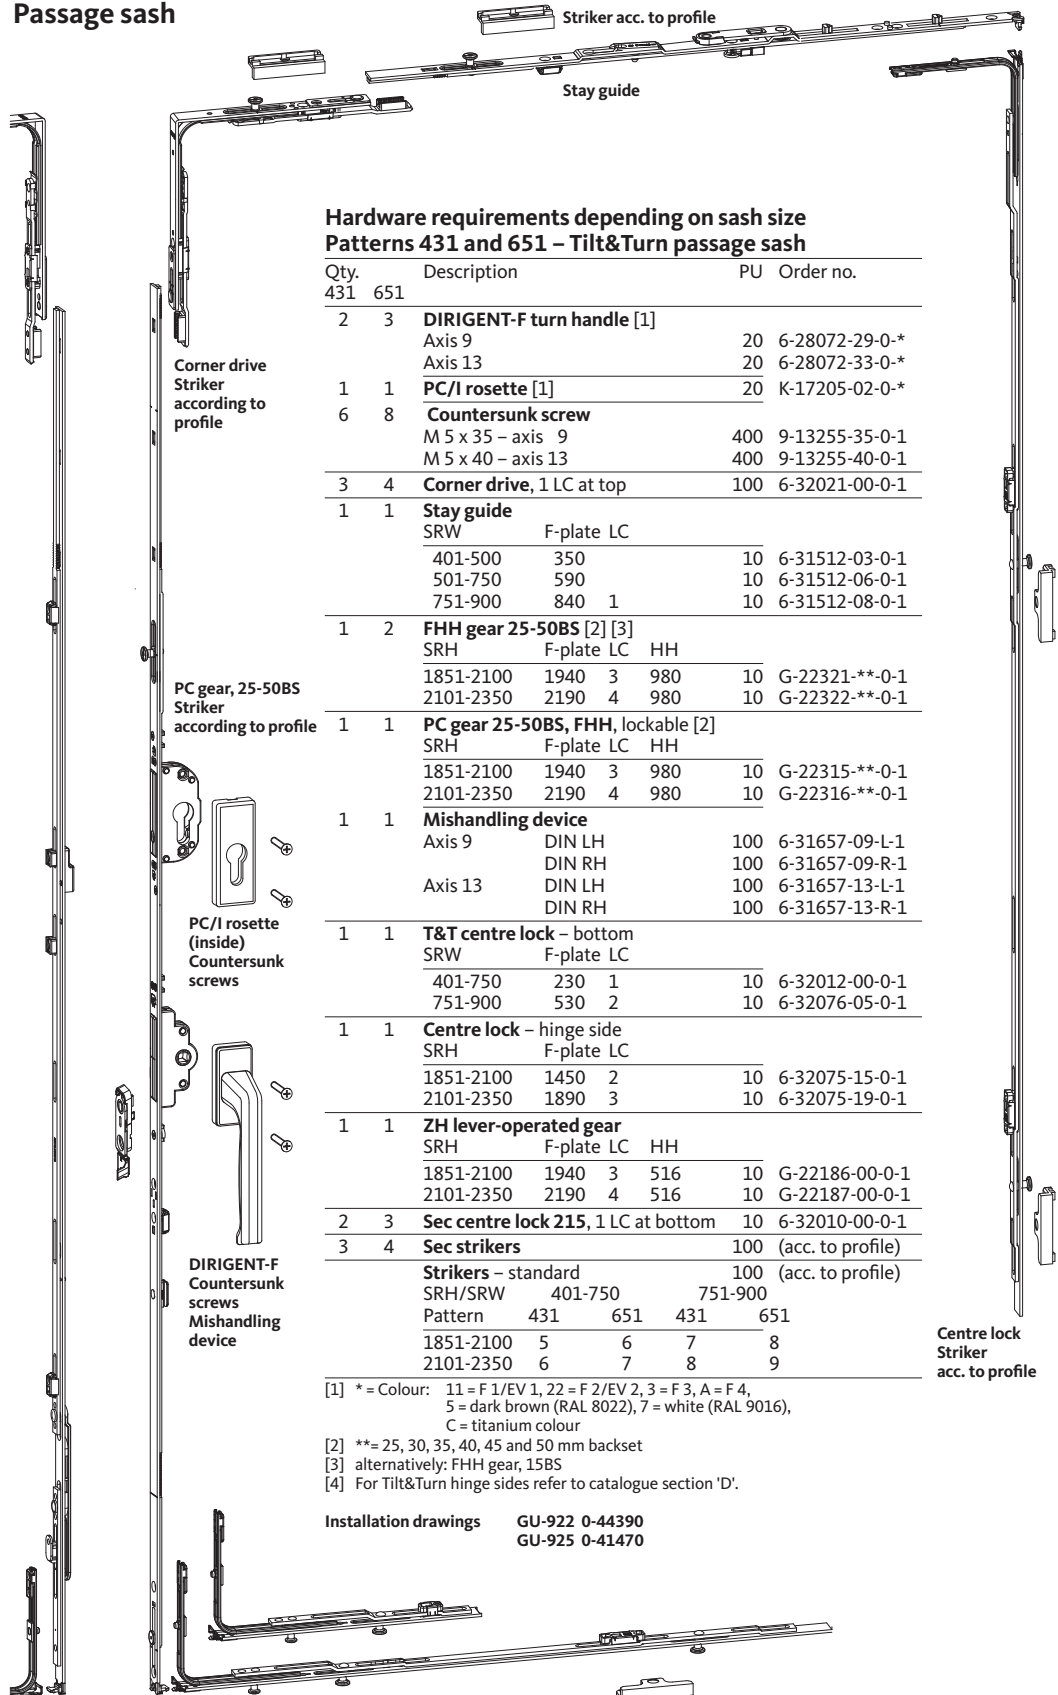 Passage sash
Striker acc. to profile
Stay guide
Corner drive
Striker
according to
profile
PC gear, 25-50BS
Striker
according to profile
PC/I rosette
(inside)
Countersunk
screws
DIRIGENT-F
Countersunk
screws
Mishandling
device
Hardware requirements depending on sash size
Patterns 431 and 651 – Tilt&Turn passage sash
Qty. Description PU Order no.
431 651
2 3 DIRIGENT-F turn handle [1]
Axis 9 20 6-28072-29-0-*
Axis 13 20 6-28072-33-0-*
1 1 PC/I rosette [1] 20 K-17205-02-0-*
6 8 Countersunk screw
M 5 x 35 – axis 9 400 9-13255-35-0-1
M 5 x 40 – axis 13 400 9-13255-40-0-1
3 4 Corner drive, 1 LC at top 100 6-32021-00-0-1
1 1 Stay guide
SRW F-plate LC
401-500 350 10 6-31512-03-0-1
501-750 590 10 6-31512-06-0-1
751-900 840 1 10 6-31512-08-0-1
1 2 FHH gear 25-50BS [2] [3]
SRH F-plate LC HH
1851-2100 1940 3 980 10 G-22321-**-0-1
2101-2350 2190 4 980 10 G-22322-**-0-1
1 1 PC gear 25-50BS, FHH, lockable [2]
SRH F-plate LC HH
1851-2100 1940 3 980 10 G-22315-**-0-1
2101-2350 2190 4 980 10 G-22316-**-0-1
1 1 Mishandling device
Axis 9 DIN LH 100 6-31657-09-L-1
DIN RH 100 6-31657-09-R-1
Axis 13 DIN LH 100 6-31657-13-L-1
DIN RH 100 6-31657-13-R-1
1 1 T&T centre lock – bottom
SRW F-plate LC
401-750 230 1 10 6-32012-00-0-1
751-900 530 2 10 6-32076-05-0-1
1 1 Centre lock – hinge side
SRH F-plate LC
1851-2100 1450 2 10 6-32075-15-0-1
2101-2350 1890 3 10 6-32075-19-0-1
1 1 ZH lever-operated gear
SRH F-plate LC HH
1851-2100 1940 3 516 10 G-22186-00-0-1
2101-2350 2190 4 516 10 G-22187-00-0-1
2 3 Sec centre lock 215, 1 LC at bottom 10 6-32010-00-0-1
3 4 Sec strikers 100 (acc. to profile)
Strikers – standard 100 (acc. to profile)
SRH/SRW 401-750 751-900
Pattern 431 651 431 651
1851-2100 5 6 7 8
2101-2350 6 7 8 9
[1] * = Colour: 11 = F 1/EV 1, 22 = F 2/EV 2, 3 = F 3, A = F 4,
5 = dark brown (RAL 8022), 7 = white (RAL 9016),
C = titanium colour
[2] **= 25, 30, 35, 40, 45 and 50 mm backset
[3] alternatively: FHH gear, 15BS
[4] For Tilt&Turn hinge sides refer to catalogue section 'D'.
Installation drawings GU-922 0-44390
GU-925 0-41470
Centre lock
Striker
acc. to profile